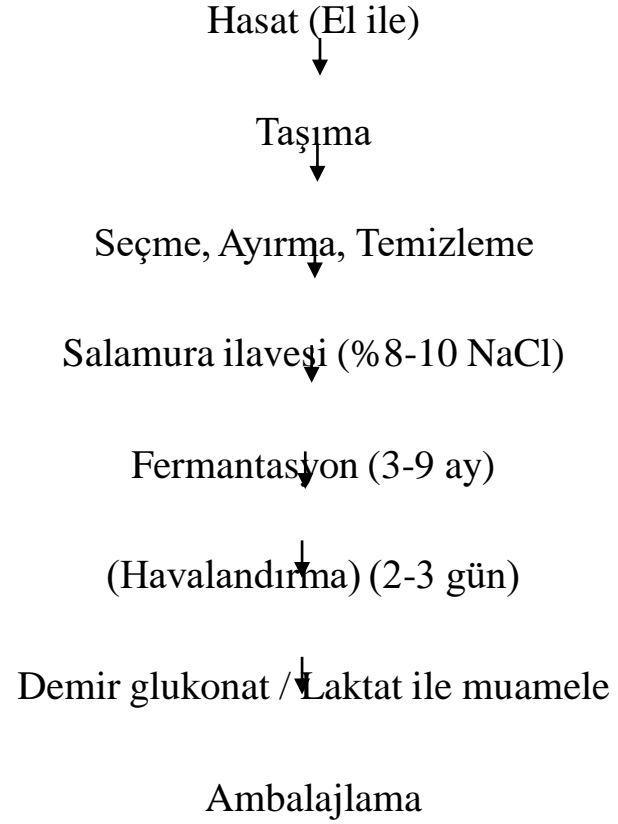 Hasat (El ile)
Taşıma
Seçme, Ayırma, Temizleme
Salamura ilavesi (%8-10 NaCl)
Fermantasyon (3-9 ay)
(Havalandırma) (2-3 gün)
Demir glukonat / Laktat ile muamele
Ambalajlama